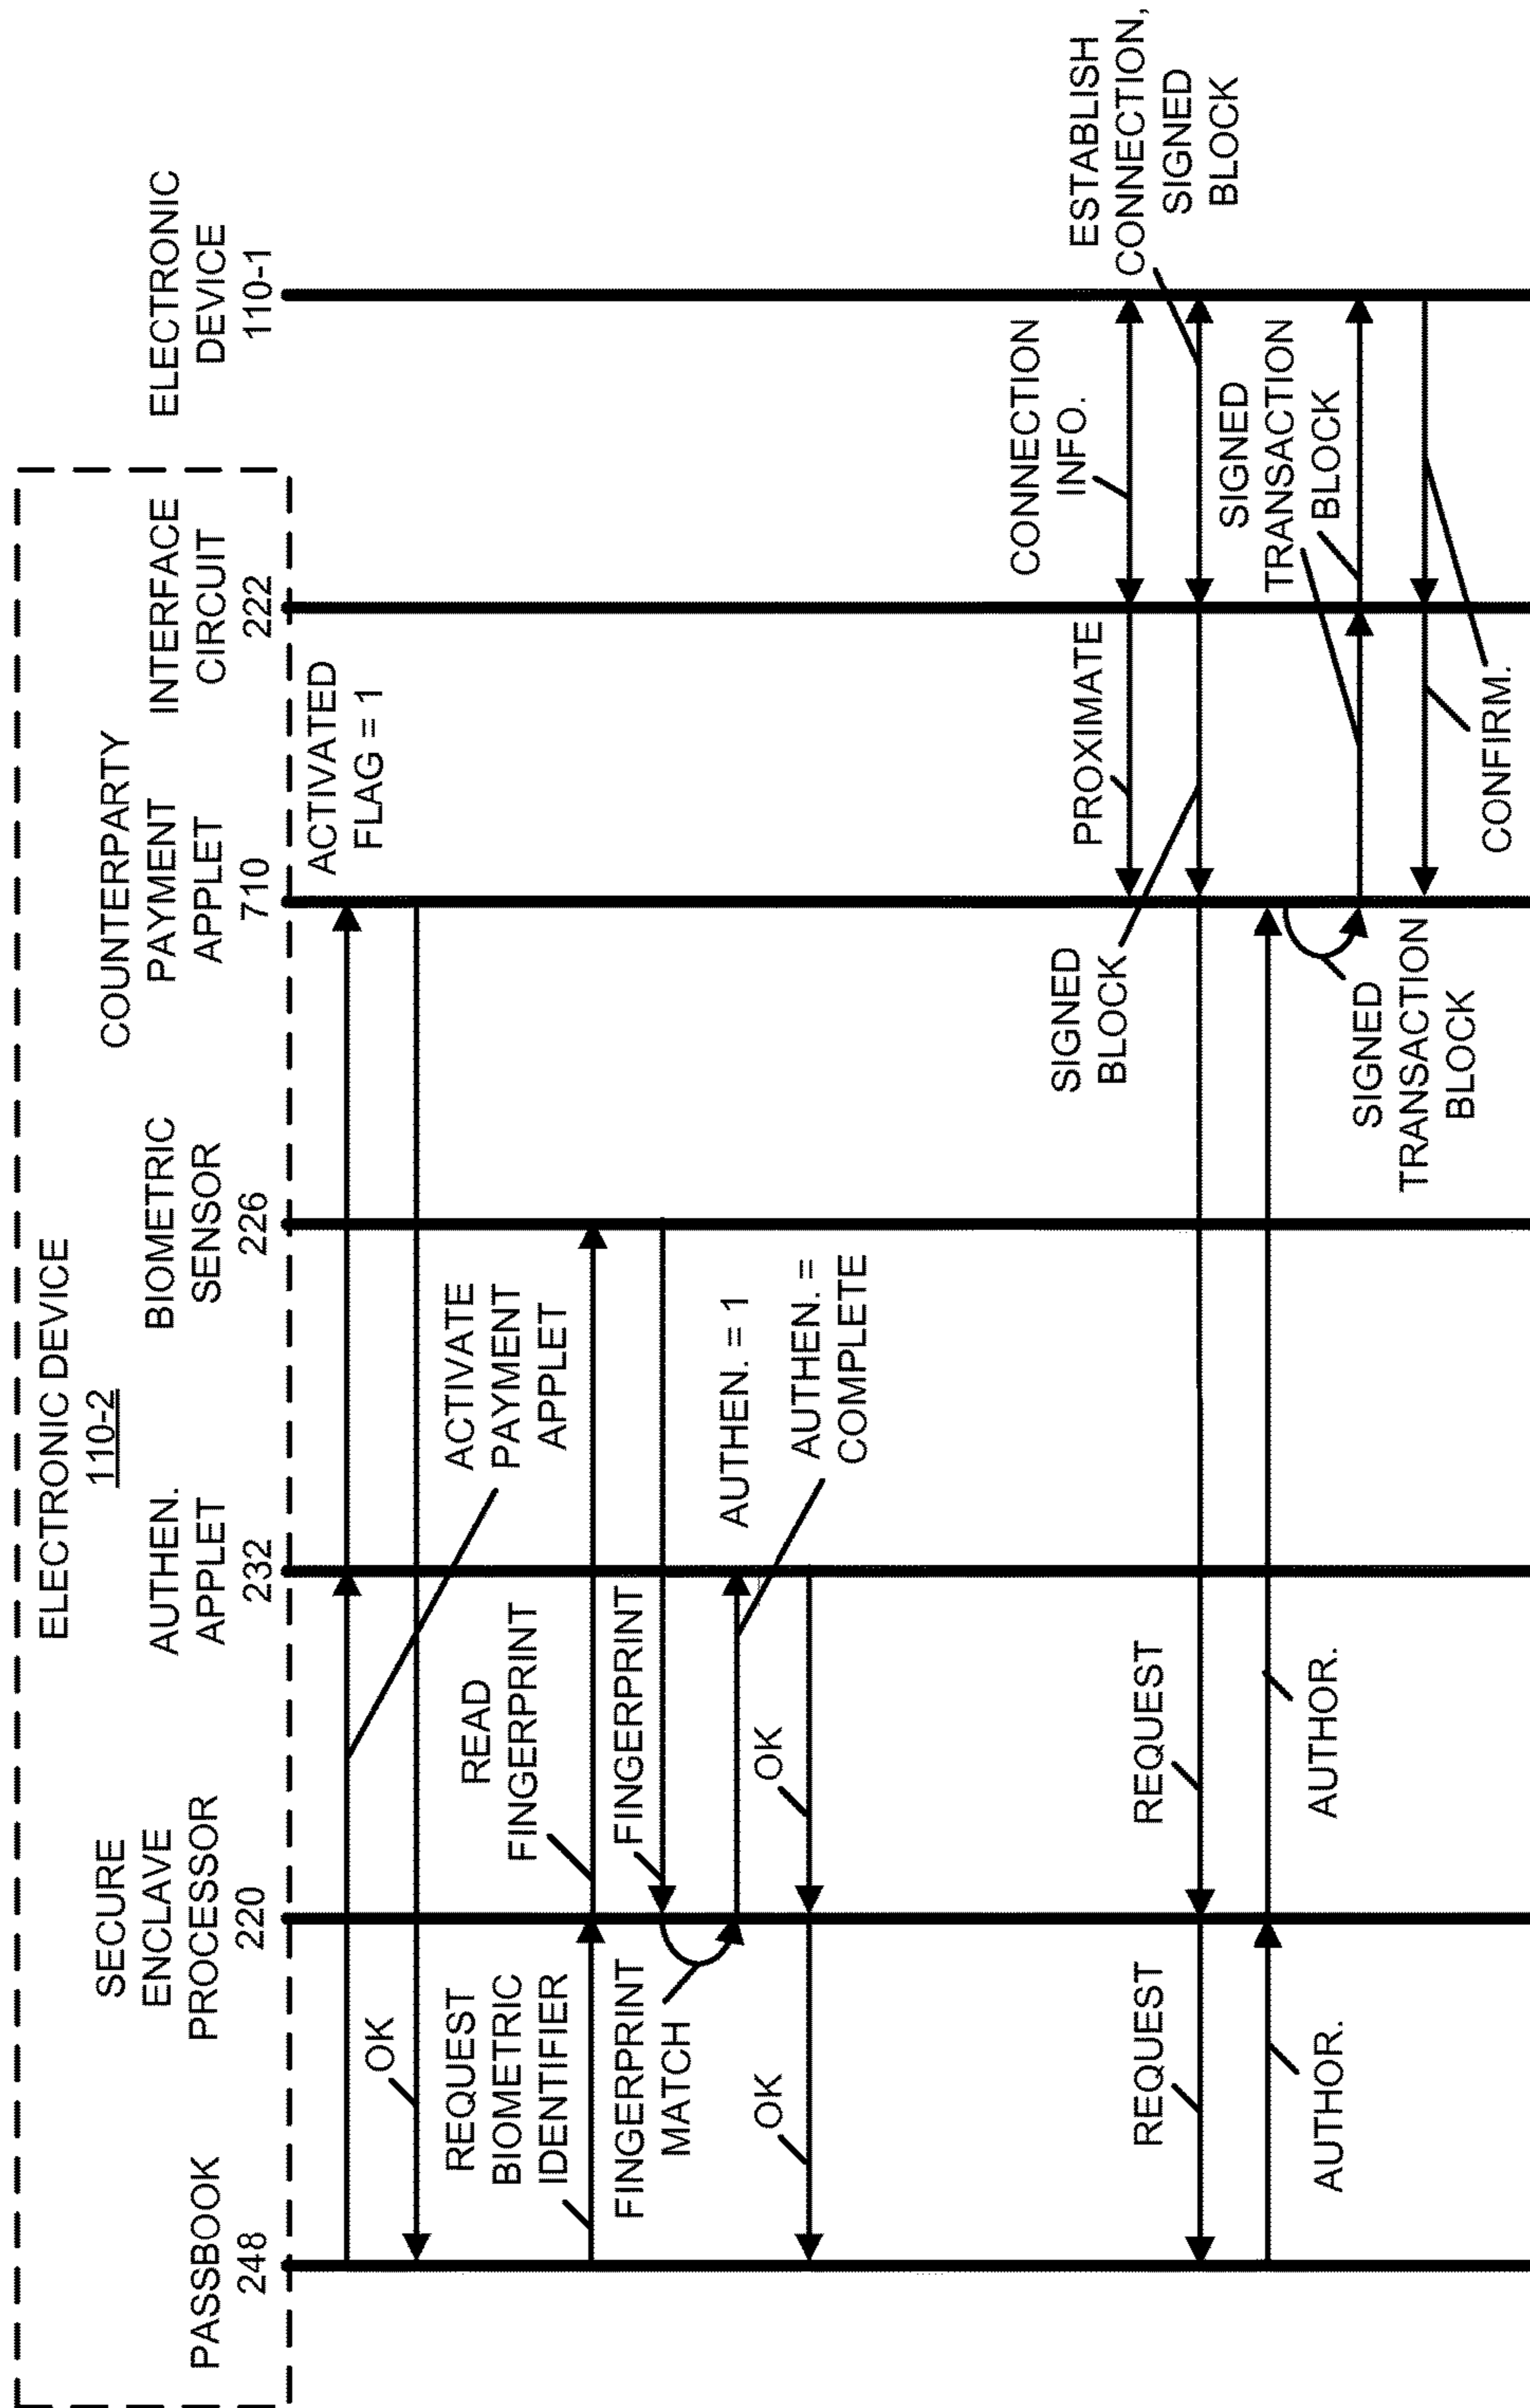 ELECTRONIC DEVICE
110-2
PASSBOOK
248
SECURE
ENCLAVE
PROCESSOR
220
AUTHEN.
APPLET
232
BIOMETRIC
SENSOR
226
COUNTERPARTY
PAYMENT
APPLET
710
INTERFACE
CIRCUIT
222
ELECTRONIC
DEVICE
110-1
ACTIVATED
FLAG = 1
OK
ACTIVATE
PAYMENT
APPLET
REQUEST
BIOMETRIC
IDENTIFIER
READ
FINGERPRINT
FINGERPRINT
FINGERPRINT
MATCH
AUTHEN. = 1
AUTHEN. =
COMPLETE
OK
OK
CONNECTION
INFO.
PROXIMATE
ESTABLISH
CONNECTION,
SIGNED
BLOCK
SIGNED
BLOCK
REQUEST
REQUEST
AUTHOR.
AUTHOR.
SIGNED
TRANSACTION
BLOCK
SIGNED
TRANSACTION
BLOCK
CONFIRM.